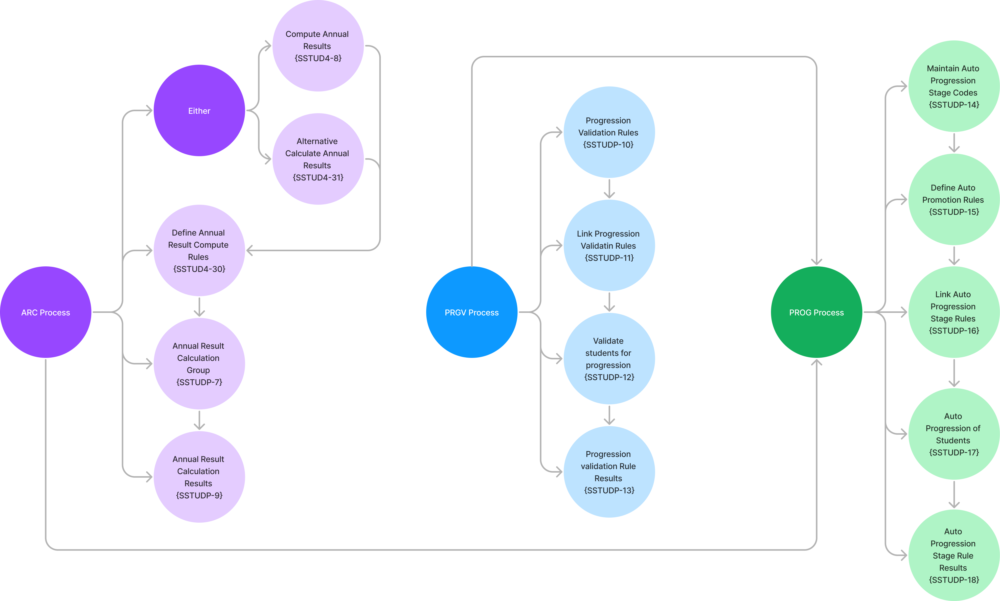 Compute Annual
Results
{SSTUD4-8}
Either
Alternative
Calculate Annual
Results
{SSTUD4-31}
Define Annual
Result Compute
Rules
{SSTUD4-30}
ARC Process
Annual Result
Calculation
Group
{SSTUDP-7}
Annual Result
Calculation
Results
{SSTUDP-9}
Progression
Validation Rules
{SSTUDP-10}
Link Progression
Validatin Rules
{SSTUDP-11}
PRGV Process
Validate
students for
progression
{SSTUDP-12}
Progression
validation Rule
Results
{SSTUDP-13}
PROG Process
Maintain Auto
Progression
Stage Codes
{SSTUDP-14}
Define Auto
Promotion Rules
{SSTUDP-15}
Link Auto
Progression
Stage Rules
{SSTUDP-16}
Auto
Progression of
Students
{SSTUDP-17}
Auto
Progression
Stage Rule
Results
{SSTUDP-18}